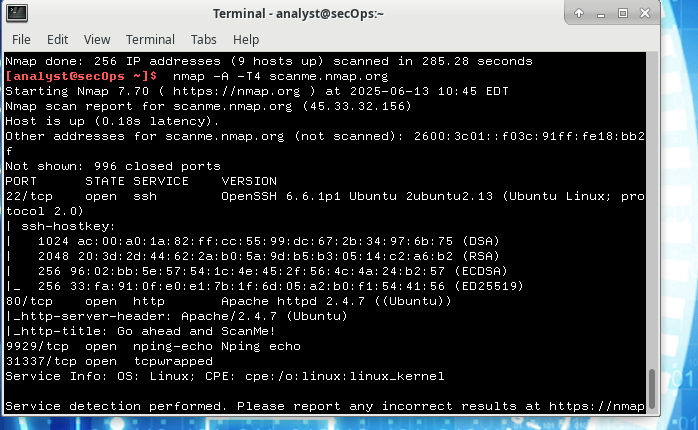 Terminal - analyst@secOps:~
File Edit View Terminal Tabs Help
Nmap done: 256 IP addresses (9 hosts up) scanned in 285.28 seconds
[analyst@secOps ~]$ nmap -A -T4 scanme.nmap.org
Starting Nmap 7.70 ( https://nmap.org ) at 2025-06-13 10:45 EDT
Nmap scan report for scanme.nmap.org (45.33.32.156)
Host is up (0.18s latency).
Other addresses for scanme.nmap.org (not scanned): 2600:3c01::f03c:91ff:fe18:bb2
f
Not shown: 996 closed ports
PORT      STATE SERVICE    VERSION
22/tcp    open  ssh        OpenSSH 6.6.1p1 Ubuntu 2ubuntu2.13 (Ubuntu Linux; pro
tocol 2.0)
| ssh-hostkey:
|   1024 ac:00:a0:1a:82:ff:cc:55:99:dc:67:2b:34:97:6b:75 (DSA)
|   2048 20:3d:2d:44:62:2a:b0:5a:9d:b5:b3:05:14:c2:a6:b2 (RSA)
|   256 96:02:bb:5e:57:54:1c:4e:45:2f:56:4c:4a:24:b2:57 (ECDSA)
|_  256 33:fa:91:0f:e0:e1:7b:1f:6d:05:a2:b0:f1:54:41:56 (ED25519)
80/tcp    open  http       Apache httpd 2.4.7 ((Ubuntu))
|_http-server-header: Apache/2.4.7 (Ubuntu)
|_http-title: Go ahead and ScanMe!
9929/tcp  open  nping-echo Nping echo
31337/tcp open  tcpwrapped
Service Info: OS: Linux; CPE: cpe:/o:linux:linux_kernel
Service detection performed. Please report any incorrect results at https://nmap